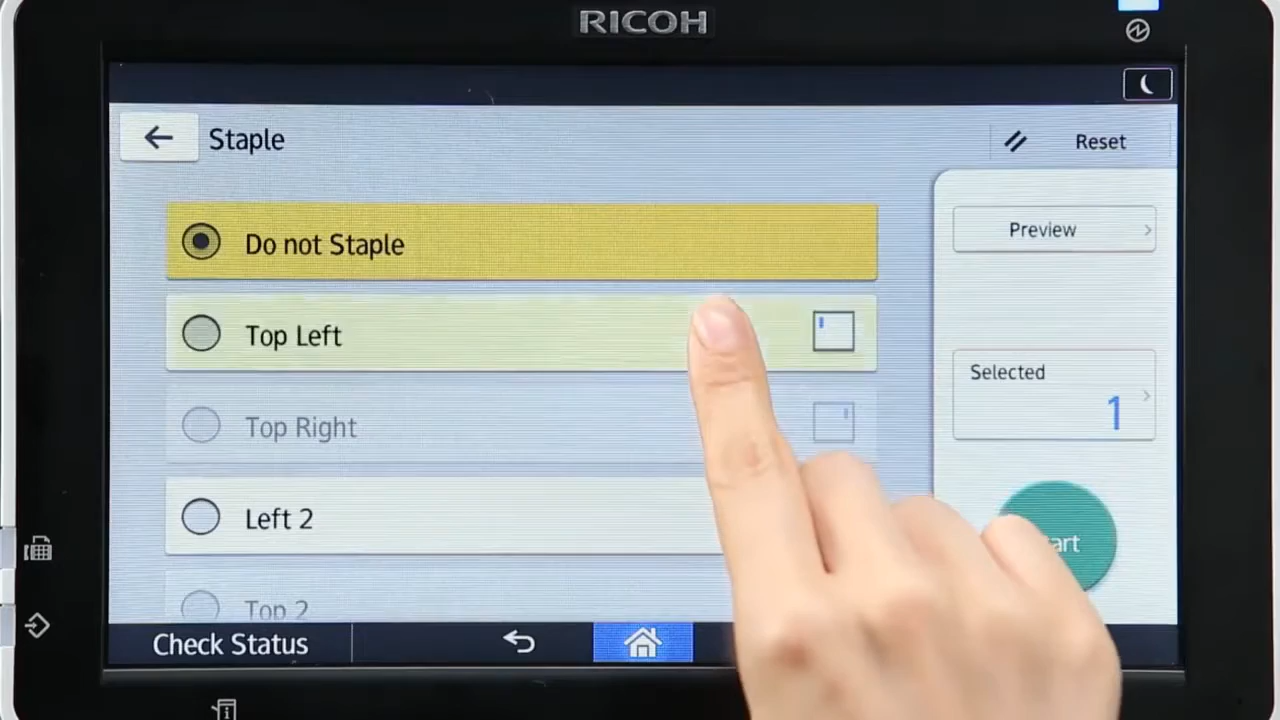 RICOH
Staple
Reset
Do not Staple
Preview
Top Left
Selected
1
Top Right
Left 2
art
Top 2
Check Status